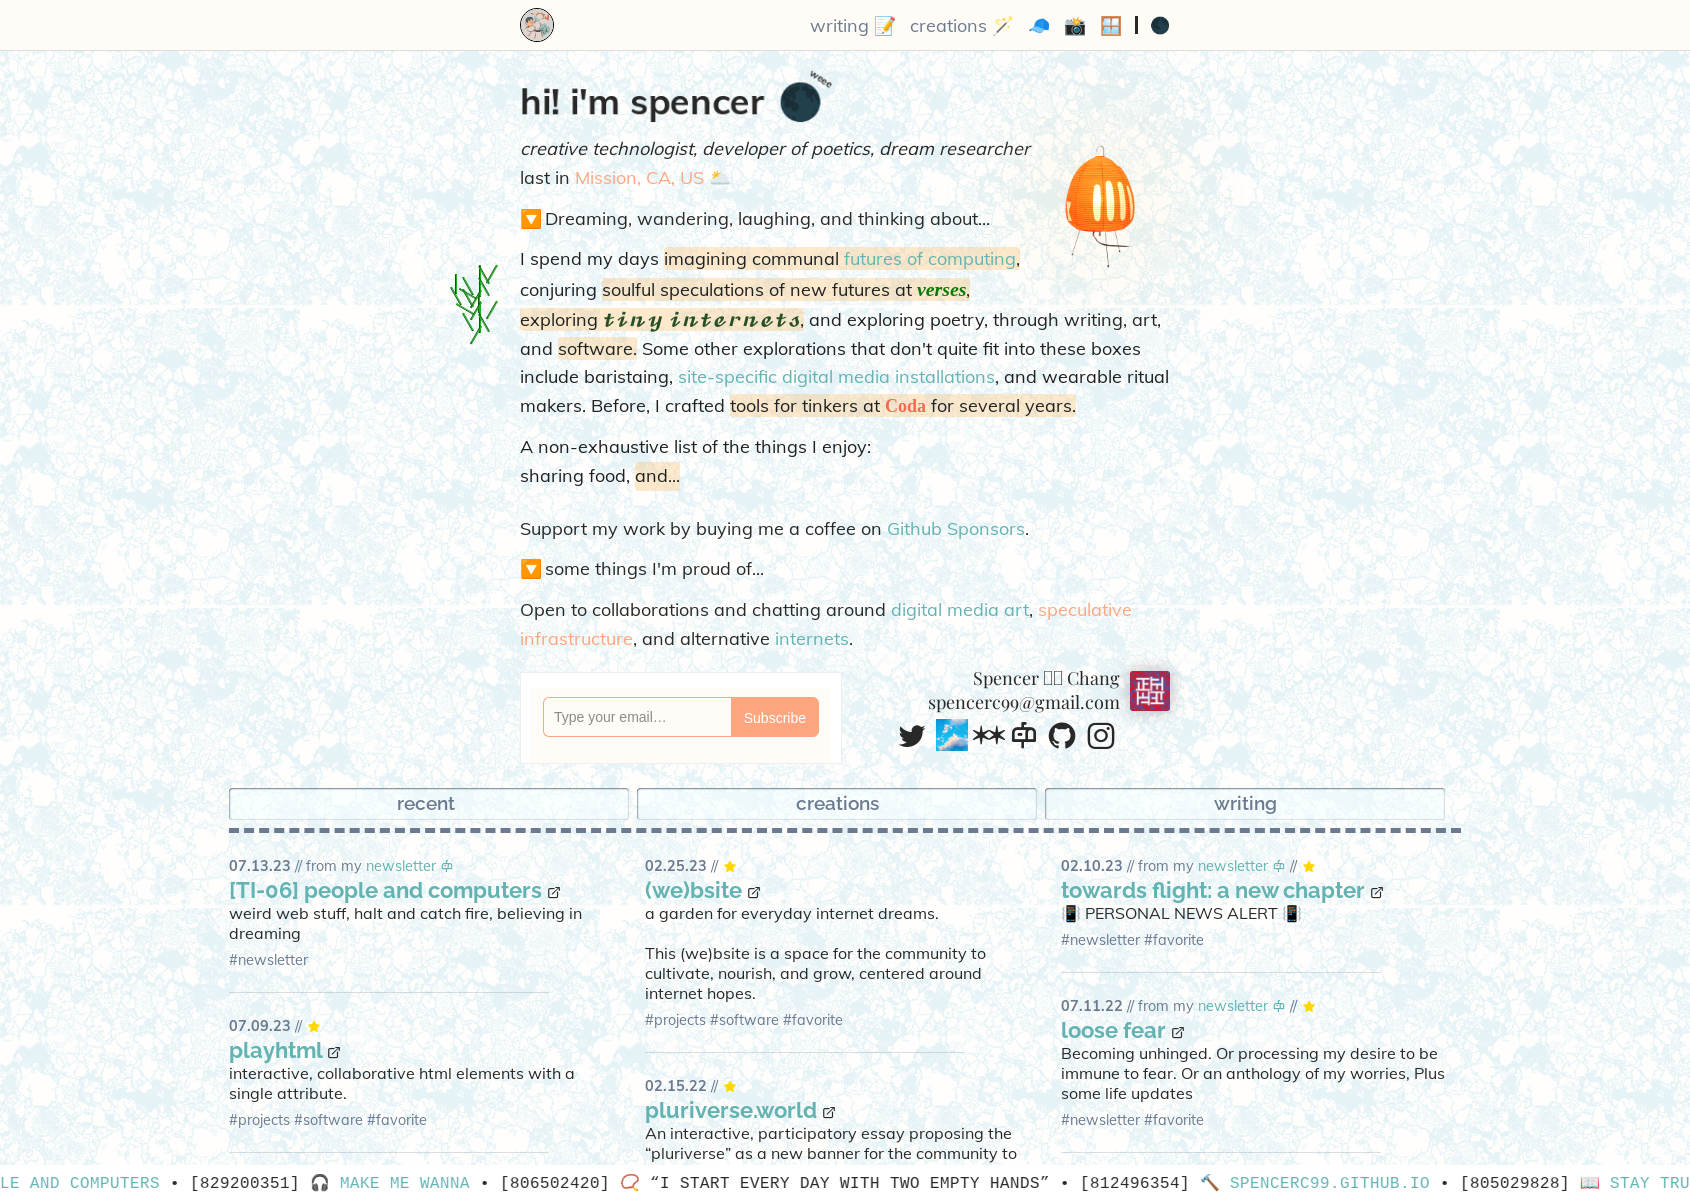 writing 📝 creations 🪄 🧢 📸 🪟 | 🌑
weee
hi! i'm spencer 🌑
creative technologist, developer of poetics, dream researcher
last in Mission, CA, US 🌥️
🔽 Dreaming, wandering, laughing, and thinking about...
I spend my days imagining communal futures of computing,
conjuring soulful speculations of new futures at verses,
exploring tiny internets, and exploring poetry, through writing, art,
and software. Some other explorations that don't quite fit into these boxes
include baristaing, site-specific digital media installations, and wearable ritual
makers. Before, I crafted tools for tinkers at Coda for several years.
A non-exhaustive list of the things I enjoy:
sharing food, and...
Support my work by buying me a coffee on Github Sponsors.
🔽 some things I'm proud of...
Open to collaborations and chatting around digital media art, speculative
infrastructure, and alternative internets.
Type your email… Subscribe
Spencer Chang
spencerc99@gmail.com
recent
creations
writing
07.13.23 // from my newsletter
[TI-06] people and computers
weird web stuff, halt and catch fire, believing in
dreaming
#newsletter
07.09.23 // ⭐
playhtml
interactive, collaborative html elements with a
single attribute.
#projects #software #favorite
02.25.23 // ⭐
(we)bsite
a garden for everyday internet dreams.
This (we)bsite is a space for the community to
cultivate, nourish, and grow, centered around
internet hopes.
#projects #software #favorite
02.15.22 // ⭐
pluriverse.world
An interactive, participatory essay proposing the
“pluriverse” as a new banner for the community to
02.10.23 // from my newsletter // ⭐
towards flight: a new chapter
📳 PERSONAL NEWS ALERT 📳
#newsletter #favorite
07.11.22 // from my newsletter // ⭐
loose fear
Becoming unhinged. Or processing my desire to be
immune to fear. Or an anthology of my worries, Plus
some life updates
#newsletter #favorite
LE AND COMPUTERS • [829200351] 🎧 MAKE ME WANNA • [806502420] 📿 “I START EVERY DAY WITH TWO EMPTY HANDS” • [812496354] 🔨 SPENCERC99.GITHUB.IO • [805029828] 📖 STAY TRU